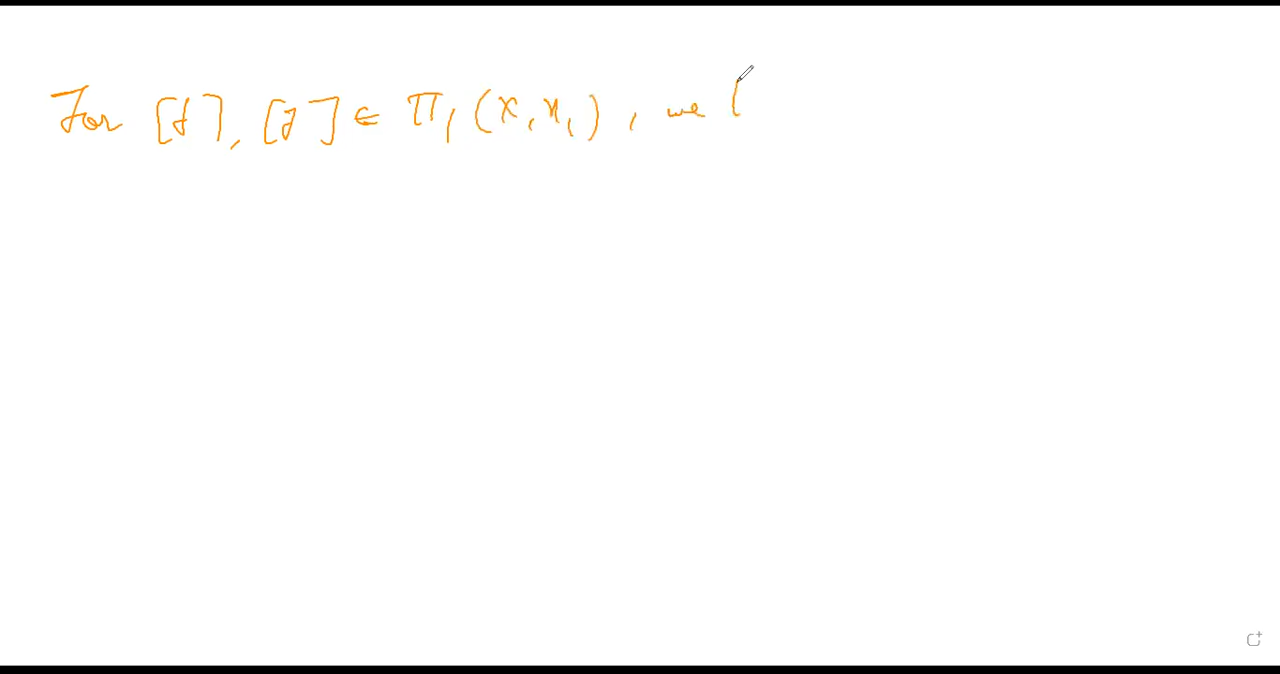 For [f], [g] ∈ π₁(X, x₁), we